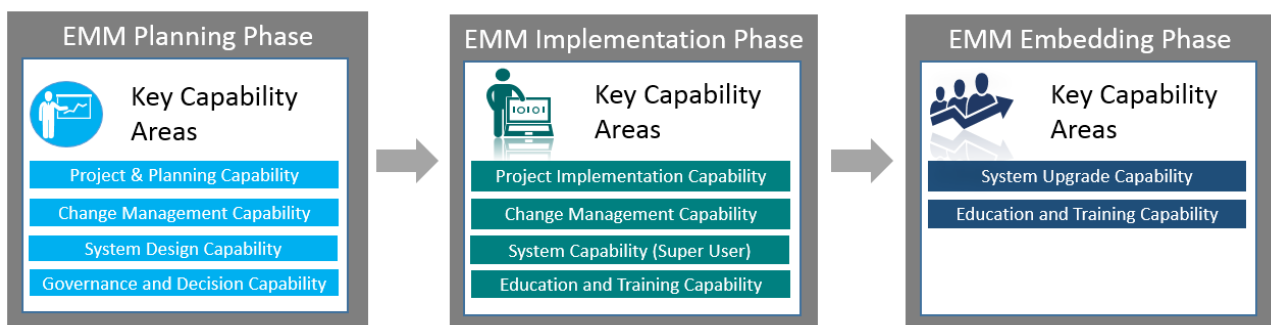 EMM Planning Phase
Key Capability
Areas
Project & Planning Capability
Change Management Capability
System Design Capability
Governance and Decision Capability
EMM Implementation Phase
10101
Key Capability
Areas
Project Implementation Capability
Change Management Capability
System Capability (Super User)
Education and Training Capability
EMM Embedding Phase
Key Capability
Areas
System Upgrade Capability
Education and Training Capability